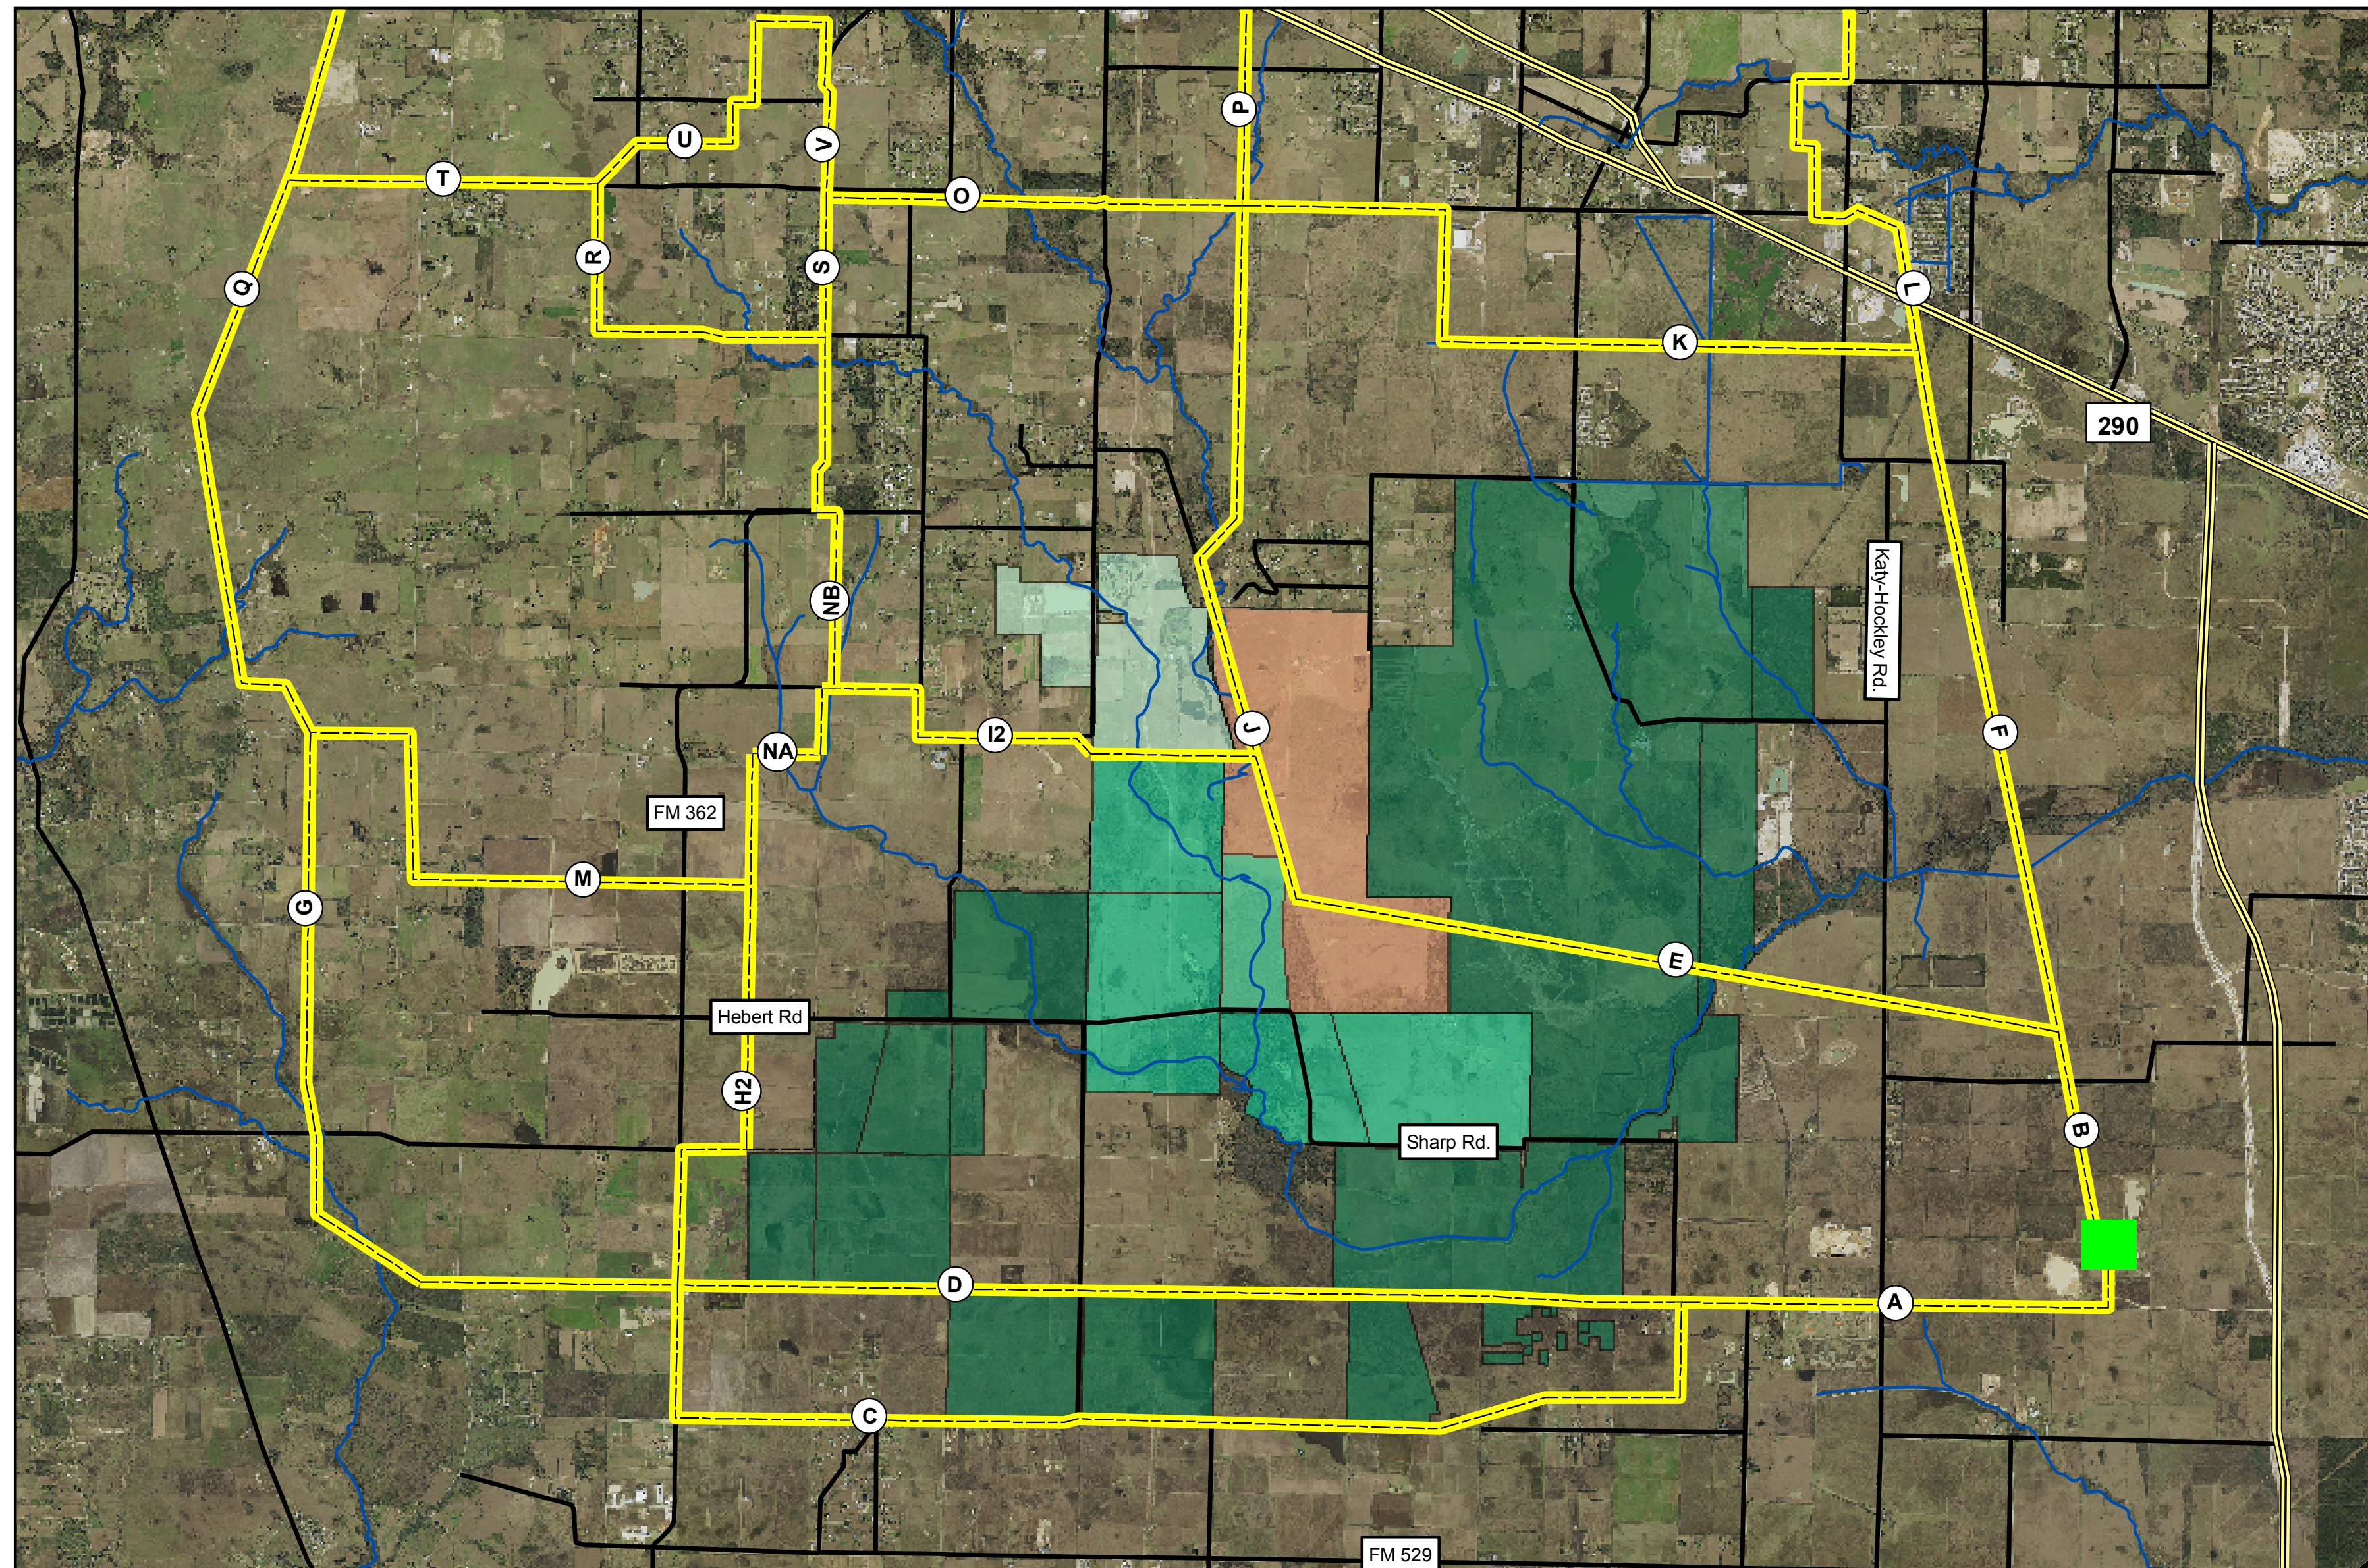 P
U
V
T
O
R
S
Q
L
K
290
Katy-Hockley Rd.
NB
J
F
I2
NA
FM 362
M
G
E
Hebert Rd
H2
B
Sharp Rd.
D
A
C
FM 529